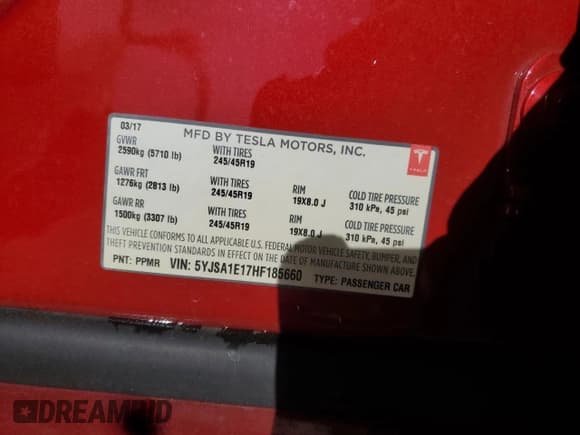 03/17
MFD BY TESLA MOTORS, INC.
GVWR
2590kg (5710 lb)
WITH TIRES
245/45R19
GAWR FRT
1276kg (2813 lb)
WITH TIRES
245/45R19
RIM
19X8.0 J
COLD TIRE PRESSURE
310 kPa, 45 psi
GAWR RR
1500kg (3307 lb)
WITH TIRES
245/45R19
RIM
19X8.0 J
COLD TIRE PRESSURE
310 kPa, 45 psi
THIS VEHICLE CONFORMS TO ALL APPLICABLE U.S. FEDERAL MOTOR VEHICLE SAFETY, BUMPER, AND
THEFT PREVENTION STANDARDS IN EFFECT ON THE DATE OF MANUFACTURE SHOWN ABOVE.
PNT: PPMR VIN: 5YJSA1E17HF185660 TYPE: PASSENGER CAR
TESLA
DREAMBID